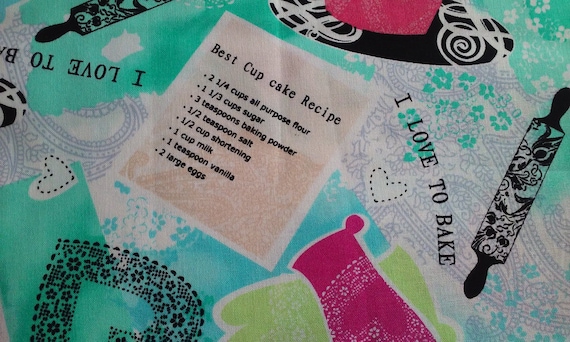 I LOVE TO BA
Best Cup cake Recipe
• 2 1/4 cups all purpose flour
• 1 1/3 cups sugar
• 3 teaspoons baking powder
• 1/2 teaspoon salt
• 1/2 cup shortening
• 1 cup milk
• 1 teaspoon vanilla
• 2 large eggs
I LOVE TO BAKE